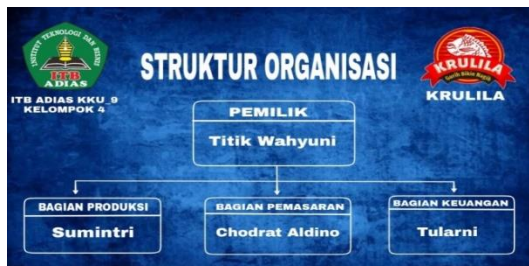 INSTITUT TEKNOLOGI DAN BISNIS
ITB
ADIAS
ITB ADIAS KKU_9
KELOMPOK 4
STRUKTUR ORGANISASI
KRULILA
KRULILA
PEMILIK
Titik Wahyuni
BAGIAN PRODUKSI
Sumintri
BAGIAN PEMASARAN
Chodrat Aldino
BAGIAN KEUANGAN
Tularni